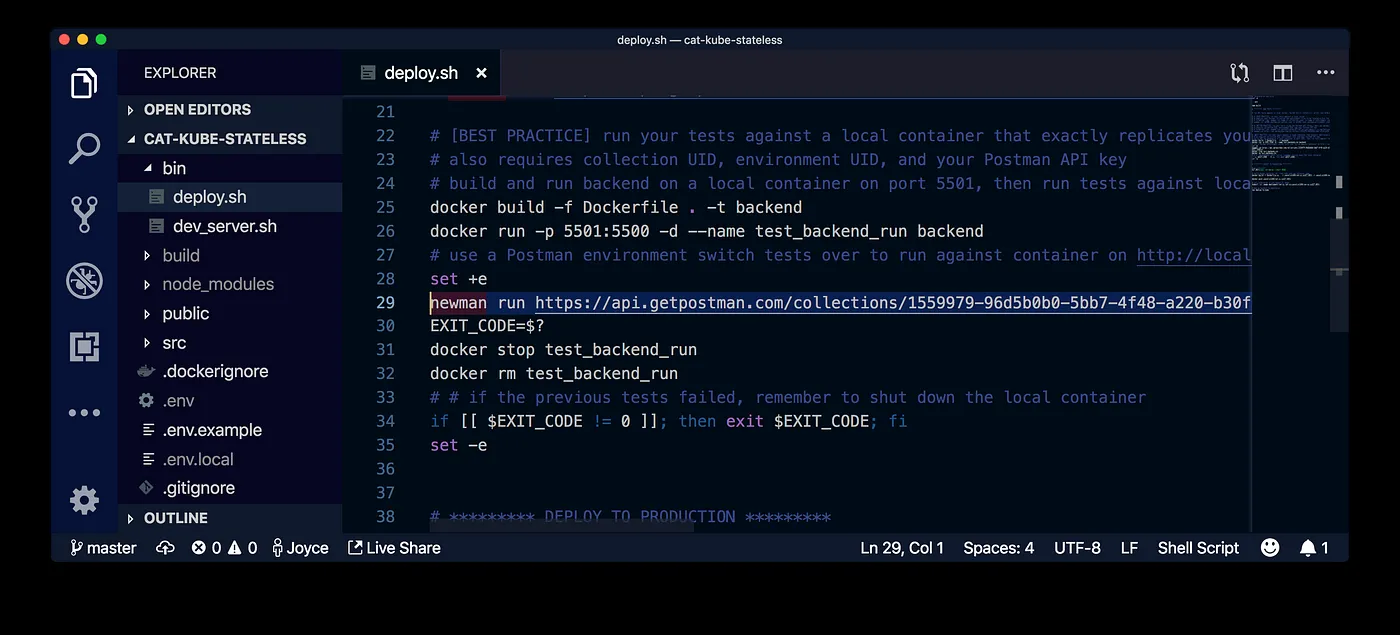 deploy.sh — cat-kube-stateless
EXPLORER
OPEN EDITORS
CAT-KUBE-STATELESS
bin
deploy.sh
dev_server.sh
build
node_modules
public
src
.dockerignore
.env
.env.example
.env.local
.gitignore
OUTLINE
deploy.sh ×
21
22 # [BEST PRACTICE] run your tests against a local container that exactly replicates you
23 # also requires collection UID, environment UID, and your Postman API key
24 # build and run backend on a local container on port 5501, then run tests against loca
25 docker build -f Dockerfile . -t backend
26 docker run -p 5501:5500 -d --name test_backend_run backend
27 # use a Postman environment switch tests over to run against container on http://local
28 set +e
29 newman run https://api.getpostman.com/collections/1559979-96d5b0b0-5bb7-4f48-a220-b30f
30 EXIT_CODE=$?
31 docker stop test_backend_run
32 docker rm test_backend_run
33 # # if the previous tests failed, remember to shut down the local container
34 if [[ $EXIT_CODE != 0 ]]; then exit $EXIT_CODE; fi
35 set -e
36
37
38 # ********* DEPLOY TO PRODUCTION *********
master 0 0 Joyce Live Share Ln 29, Col 1 Spaces: 4 UTF-8 LF Shell Script 1